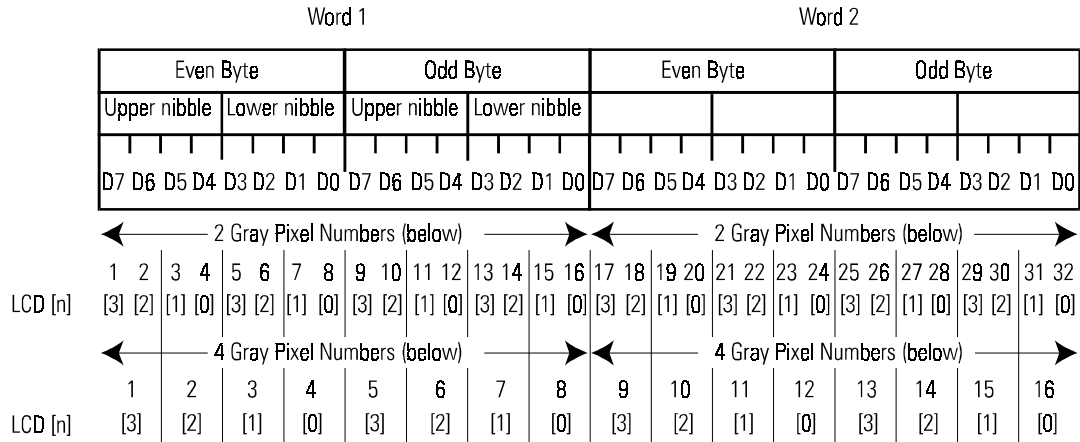 Word 1 Word 2
Even Byte Odd Byte Even Byte Odd Byte
Upper nibble Lower nibble Upper nibble Lower nibble
D7 D6 D5 D4 D3 D2 D1 D0 D7 D6 D5 D4 D3 D2 D1 D0 D7 D6 D5 D4 D3 D2 D1 D0 D7 D6 D5 D4 D3 D2 D1 D0
2 Gray Pixel Numbers (below) 2 Gray Pixel Numbers (below)
1 2 3 4 5 6 7 8 9 10 11 12 13 14 15 16 17 18 19 20 21 22 23 24 25 26 27 28 29 30 31 32
LCD [n] [3] [2] [1] [0] [3] [2] [1] [0] [3] [2] [1] [0] [3] [2] [1] [0] [3] [2] [1] [0] [3] [2] [1] [0] [3] [2] [1] [0] [3] [2] [1] [0]
4 Gray Pixel Numbers (below) 4 Gray Pixel Numbers (below)
1 2 3 4 5 6 7 8 9 10 11 12 13 14 15 16
LCD [n] [3] [2] [1] [0] [3] [2] [1] [0] [3] [2] [1] [0] [3] [2] [1] [0]